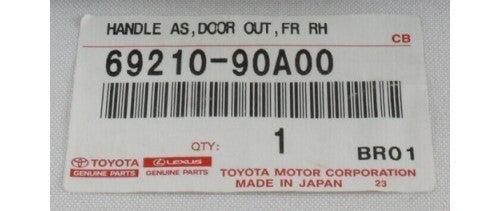 HANDLE AS,DOOR OUT,FR RH
CB
69210-90A00
QTY: 1 BR01
TOYOTA LEXUS
GENUINE PARTS GENUINE PARTS
TOYOTA MOTOR CORPORATION
MADE IN JAPAN 23